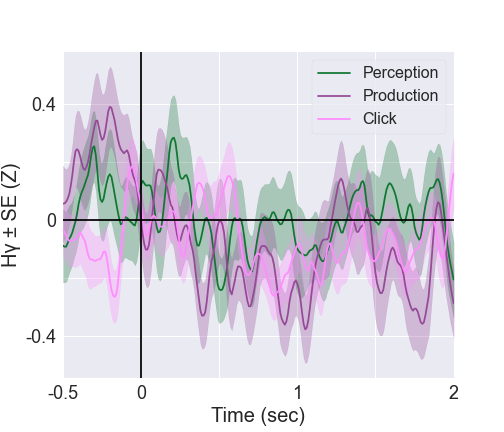 Perception
Production
Click
0.4
0
-0.4
Hγ ± SE (Z)
-0.5
0
1
2
Time (sec)